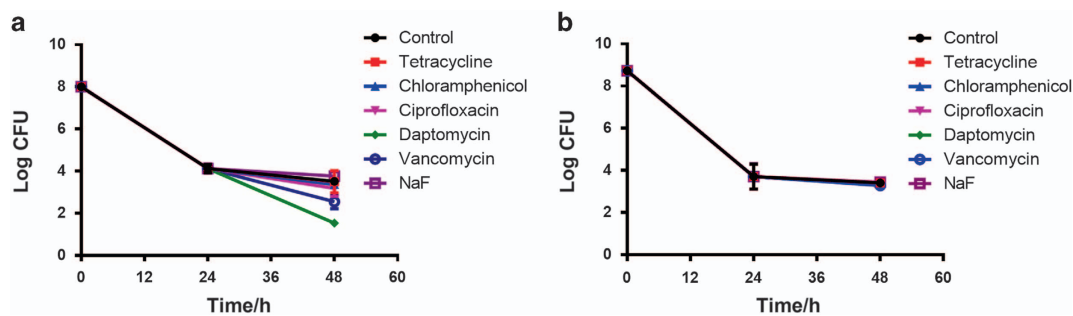 a
10
8
6
4
2
0
Log CFU
0 12 24 36 48 60
Time/h
Control
Tetracycline
Chloramphenicol
Ciprofloxacin
Daptomycin
Vancomycin
NaF
b
10
8
6
4
2
0
Log CFU
0 12 24 36 48 60
Time/h
Control
Tetracycline
Chloramphenicol
Ciprofloxacin
Daptomycin
Vancomycin
NaF